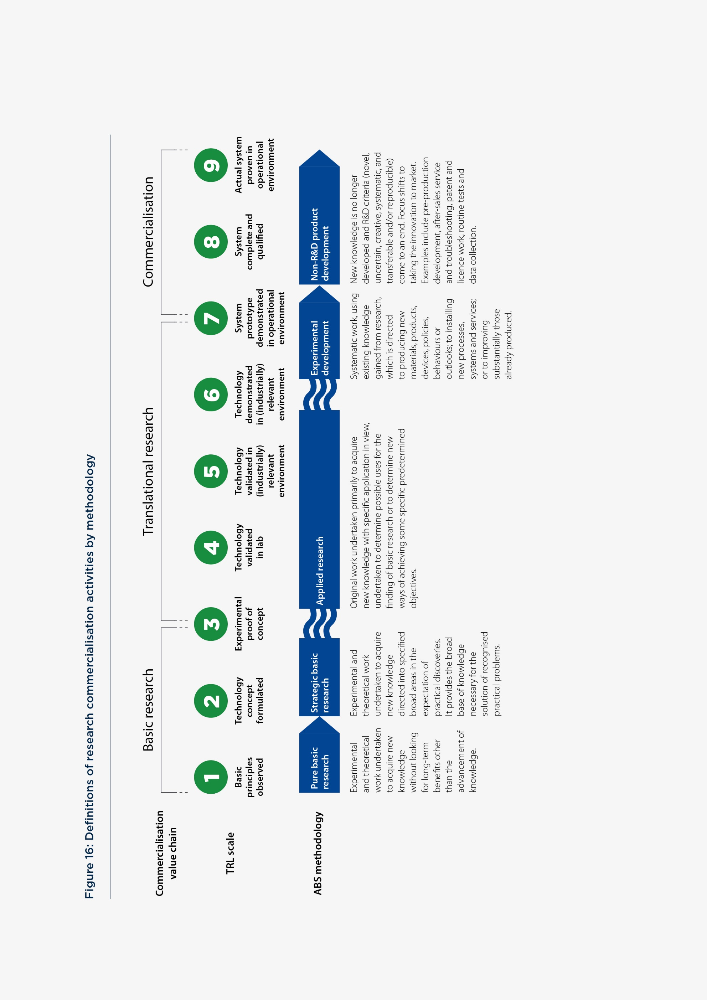 Figure 16: Definitions of research commercialisation activities by methodology
Commercialisation
value chain
Basic research
Translational research
Commercialisation
TRL scale
1
Basic
principles
observed
2
Technology
concept
formulated
3
Experimental
proof of
concept
4
Technology
validated
in lab
5
Technology
validated in
(industrially)
relevant
environment
6
Technology
demonstrated
in (industrially)
relevant
environment
7
System
prototype
demonstrated
in operational
environment
8
System
complete and
qualified
9
Actual system
proven in
operational
environment
ABS methodology
Pure basic
research
Experimental
and theoretical
work undertaken
to acquire new
knowledge
without looking
for long-term
benefits other
than the
advancement of
knowledge.
Strategic basic
research
Experimental and
theoretical work
undertaken to acquire
new knowledge
directed into specified
broad areas in the
expectation of
practical discoveries.
It provides the broad
base of knowledge
necessary for the
solution of recognised
practical problems.
Applied research
Original work undertaken primarily to acquire
new knowledge with specific application in view,
undertaken to determine possible uses for the
finding of basic research or to determine new
ways of achieving some specific predetermined
objectives.
Experimental
development
Systematic work, using
existing knowledge
gained from research,
which is directed
to producing new
materials, products,
devices, policies,
behaviours or
outlooks; to installing
new processes,
systems and services;
or to improving
substantially those
already produced.
Non-R&D product
development
New knowledge is no longer
developed and R&D criteria (novel,
uncertain, creative, systematic, and
transferable and/or reproducible)
come to an end. Focus shifts to
taking the innovation to market.
Examples include pre-production
development, after-sales service
and troubleshooting, patent and
licence work, routine tests and
data collection.